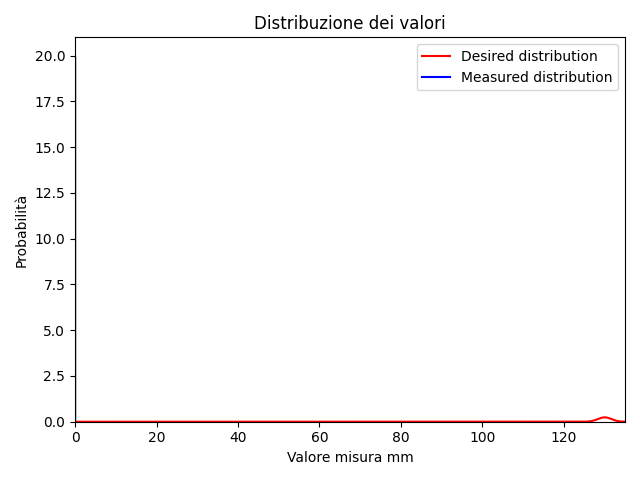 Distribuzione dei valori
Desired distribution
Measured distribution
Probabilità
20.0
17.5
15.0
12.5
10.0
7.5
5.0
2.5
0.0
0 20 40 60 80 100 120
Valore misura mm